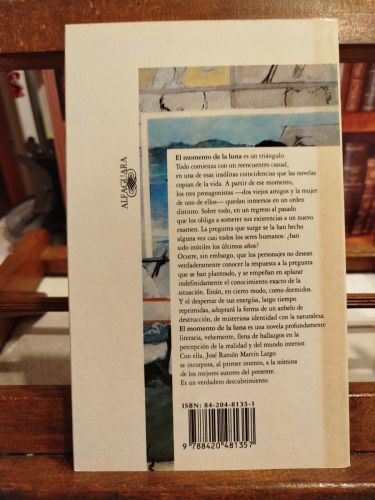 ALFAGUARA
El momento de la luna es un triángulo.
Todo comienza con un reencuentro casual,
en una de esas insólitas coincidencias que las novelas
copian de la vida. A partir de ese momento,
los tres protagonistas —dos viejos amigos y la mujer
de uno de ellos— quedan inmersos en un orden
distinto. Sobre todo, en un regreso al pasado
que los obliga a someter sus existencias a un nuevo
examen. La pregunta que surge se la han hecho
alguna vez casi todos los seres humanos: ¿han
sido inútiles los últimos años?
Ocurre, sin embargo, que los personajes no desean
verdaderamente conocer la respuesta a la pregunta
que se han planteado, y se empeñan en aplazar
indefinidamente el conocimiento exacto de la
situación. Están, en cierto modo, como dormidos.
Y el despertar de sus energías, largo tiempo
reprimidas, adoptará la forma de un anhelo de
destrucción, de misteriosa identidad con la naturaleza.
El momento de la luna es una novela profundamente
literaria, vehemente, llena de hallazgos en la
percepción de la realidad y del mundo interior.
Con ella, José Ramón Martín Largo
se incorpora, al primer intento, a la nómina
de los mejores autores del presente.
Es un verdadero descubrimiento.
ISBN: 84-204-8135-3
9 788420 481357